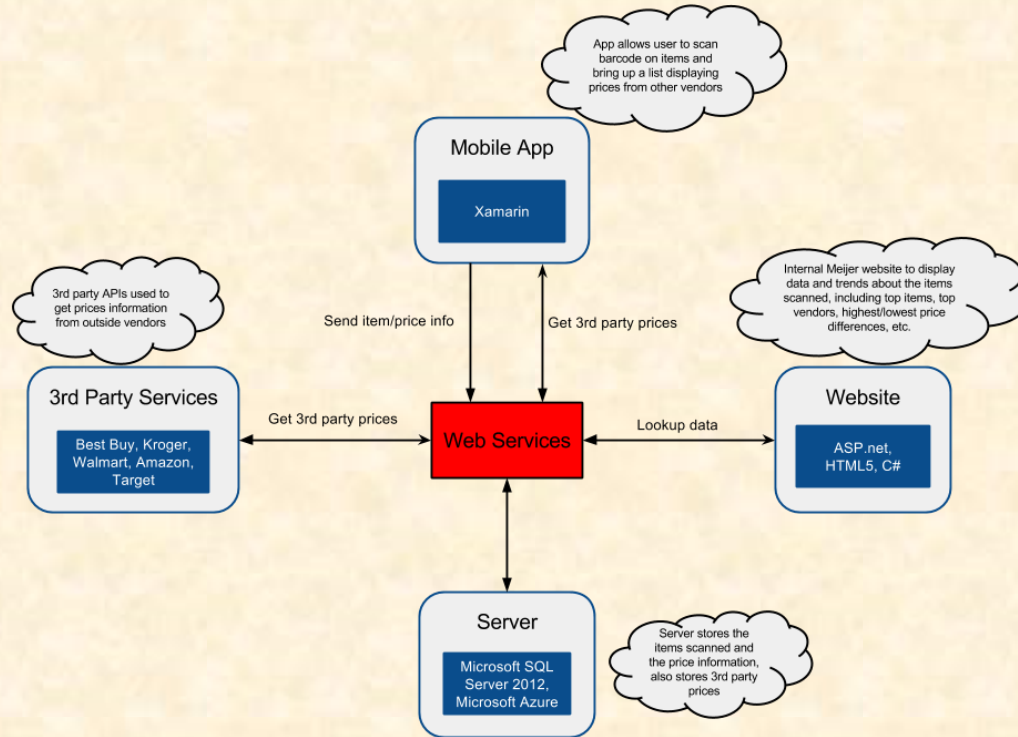 App allows user to scan
barcode on items and
bring up a list displaying
prices from other vendors
Mobile App
Xamarin
3rd party APIs used to
get prices information
from outside vendors
Internal Meijer website to display
data and trends about the items
scanned, including top items, top
vendors, highest/lowest price
differences, etc.
Send item/price info
Get 3rd party prices
3rd Party Services
Best Buy, Kroger,
Walmart, Amazon,
Target
Get 3rd party prices
Web Services
Lookup data
Website
ASP.net,
HTML5, C#
Server
Microsoft SQL
Server 2012,
Microsoft Azure
Server stores the
items scanned and
the price information,
also stores 3rd party
prices